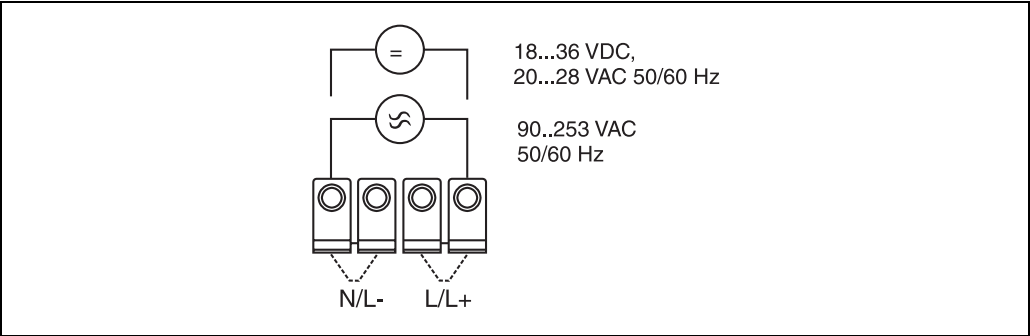 =
18...36 VDC,
20...28 VAC 50/60 Hz
90..253 VAC
50/60 Hz
N/L- L/L+